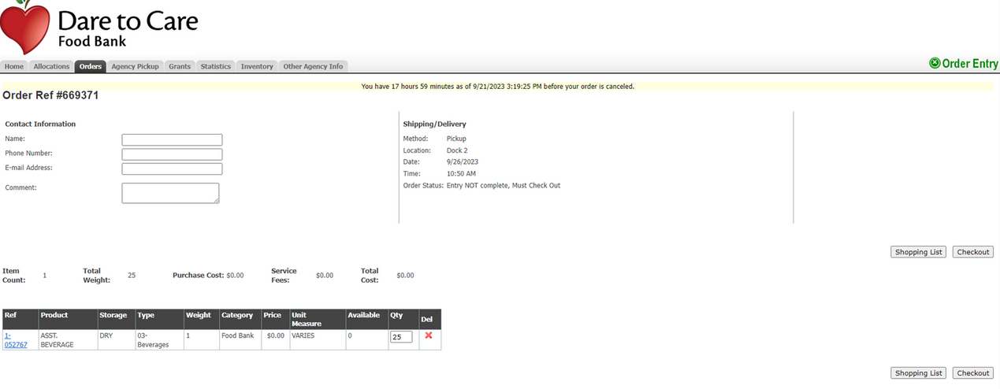 Dare to Care
Food Bank
Home Allocations Orders Agency Pickup Grants Statistics Inventory Other Agency Info
Order Entry
You have 17 hours 59 minutes as of 9/21/2023 3:19:25 PM before your order is canceled.
Order Ref #669371
Contact Information
Name:
Phone Number:
E-mail Address:
Comment:
Shipping/Delivery
Method: Pickup
Location: Dock 2
Date: 9/26/2023
Time: 10:50 AM
Order Status: Entry NOT complete, Must Check Out
Shopping List Checkout
Item Count: 1 Total Weight: 25 Purchase Cost: $0.00 Service Fees: $0.00 Total Cost: $0.00
Ref Product Storage Type Weight Category Price Unit Measure Available Qty Del
1-052767 ASST. BEVERAGE DRY 03-Beverages 1 Food Bank $0.00 VARIES 0 25
Shopping List Checkout